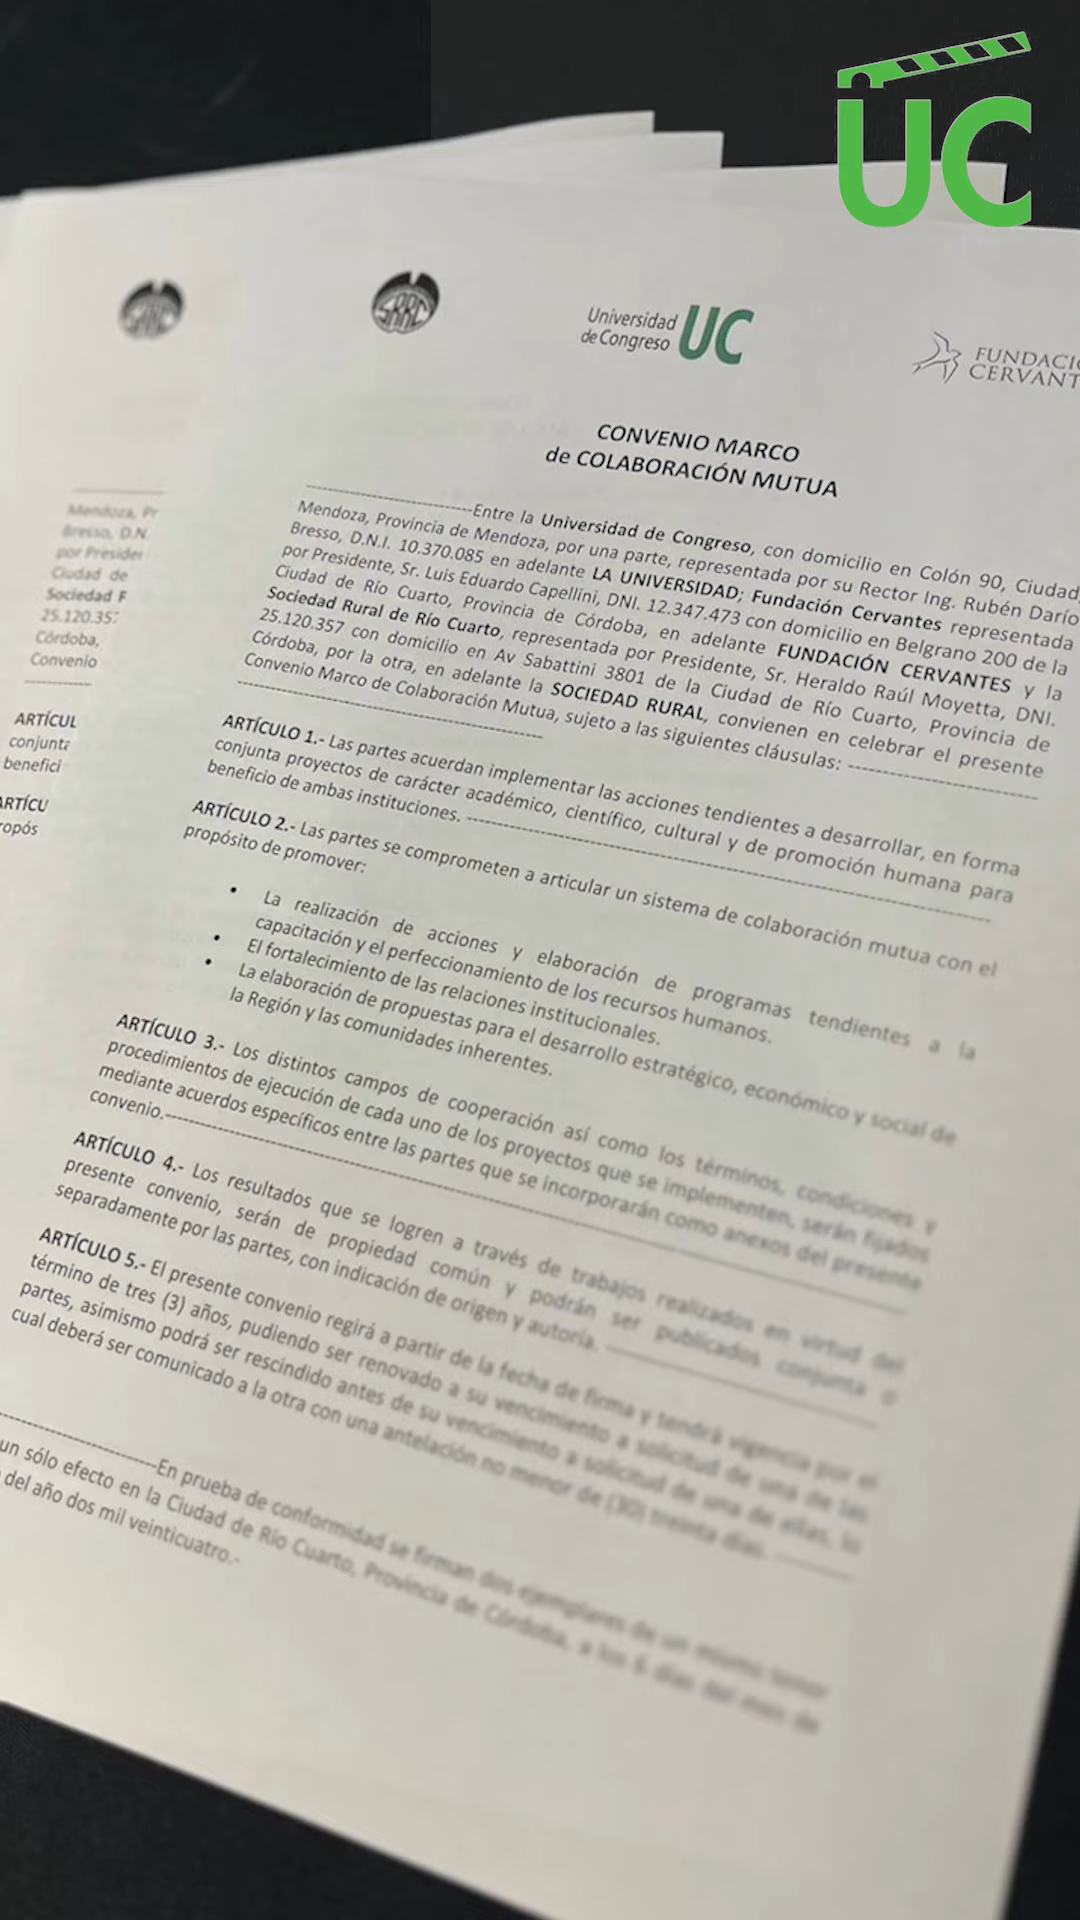 UC
SRRC
Universidad
de Congreso UC
FUNDACIÓ
CERVANT
CONVENIO MARCO
de COLABORACIÓN MUTUA
-----------------------------Entre la Universidad de Congreso, con domicilio en Colón 90, Ciudad,
Mendoza, Provincia de Mendoza, por una parte, representada por su Rector Ing. Rubén Darío
Bresso, D.N.I. 10.370.085 en adelante LA UNIVERSIDAD; Fundación Cervantes representada
por Presidente, Sr. Luis Eduardo Capellini, DNI. 12.347.473 con domicilio en Belgrano 200 de la
Ciudad de Río Cuarto, Provincia de Córdoba, en adelante FUNDACIÓN CERVANTES y la
Sociedad Rural de Río Cuarto, representada por Presidente, Sr. Heraldo Raúl Moyetta, DNI.
25.120.357 con domicilio en Av Sabattini 3801 de la Ciudad de Río Cuarto, Provincia de
Córdoba, por la otra, en adelante la SOCIEDAD RURAL, convienen en celebrar el presente
Convenio Marco de Colaboración Mutua, sujeto a las siguientes cláusulas: ------------------------------
ARTÍCULO 1.- Las partes acuerdan implementar las acciones tendientes a desarrollar, en forma
conjunta proyectos de carácter académico, científico, cultural y de promoción humana para
beneficio de ambas instituciones. ------------------------------
ARTÍCULO 2.- Las partes se comprometen a articular un sistema de colaboración mutua con el
propósito de promover:
• La realización de acciones y elaboración de programas tendientes a la
capacitación y el perfeccionamiento de los recursos humanos.
• El fortalecimiento de las relaciones institucionales.
• La elaboración de propuestas para el desarrollo estratégico, económico y social de
la Región y las comunidades inherentes.
ARTÍCULO 3.- Los distintos campos de cooperación así como los términos, condiciones y
procedimientos de ejecución de cada uno de los proyectos que se implementen, serán fijados
mediante acuerdos específicos entre las partes que se incorporarán como anexos del presente
convenio.------------------------------
ARTÍCULO 4.- Los resultados que se logren a través de trabajos realizados en virtud del
presente convenio, serán de propiedad común y podrán ser publicados conjunta o
separadamente por las partes, con indicación de origen y autoría. ------------------------------
ARTÍCULO 5.- El presente convenio regirá a partir de la fecha de firma y tendrá vigencia por el
término de tres (3) años, pudiendo ser renovado a su vencimiento a solicitud de una de las
partes, asimismo podrá ser rescindido antes de su vencimiento a solicitud de una de ellas, lo
cual deberá ser comunicado a la otra con una antelación no menor de (30) treinta días. ----------
------------------------------En prueba de conformidad se firman dos ejemplares de un mismo tenor
un sólo efecto en la Ciudad de Río Cuarto, Provincia de Córdoba, a los 6 días del mes de
del año dos mil veinticuatro.-
Mendoza, Pr
Bresso, D.N.
por Presiden
Ciudad de
Sociedad R
25.120.357
Córdoba,
Convenio
ARTÍCUL
conjunta
benefici
ARTÍCU
ropós